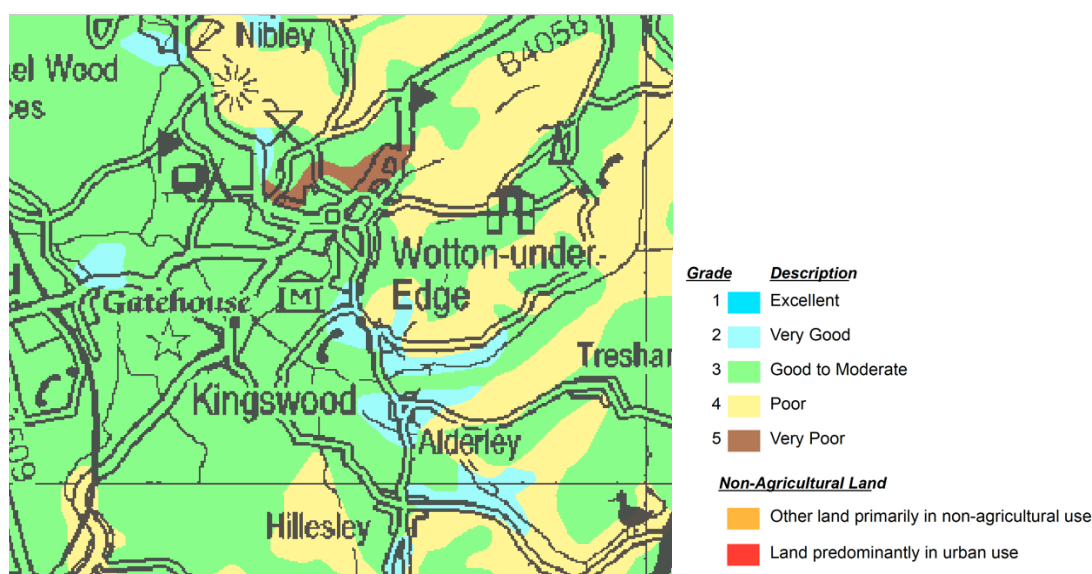 Nibley
B4058
el Wood
ces
Wotton-under-
Edge
M
Gatehouse
Tresha
Kingswood
Alderley
Hillesley
Grade Description
1 Excellent
2 Very Good
3 Good to Moderate
4 Poor
5 Very Poor
Non-Agricultural Land
Other land primarily in non-agricultural use
Land predominantly in urban use